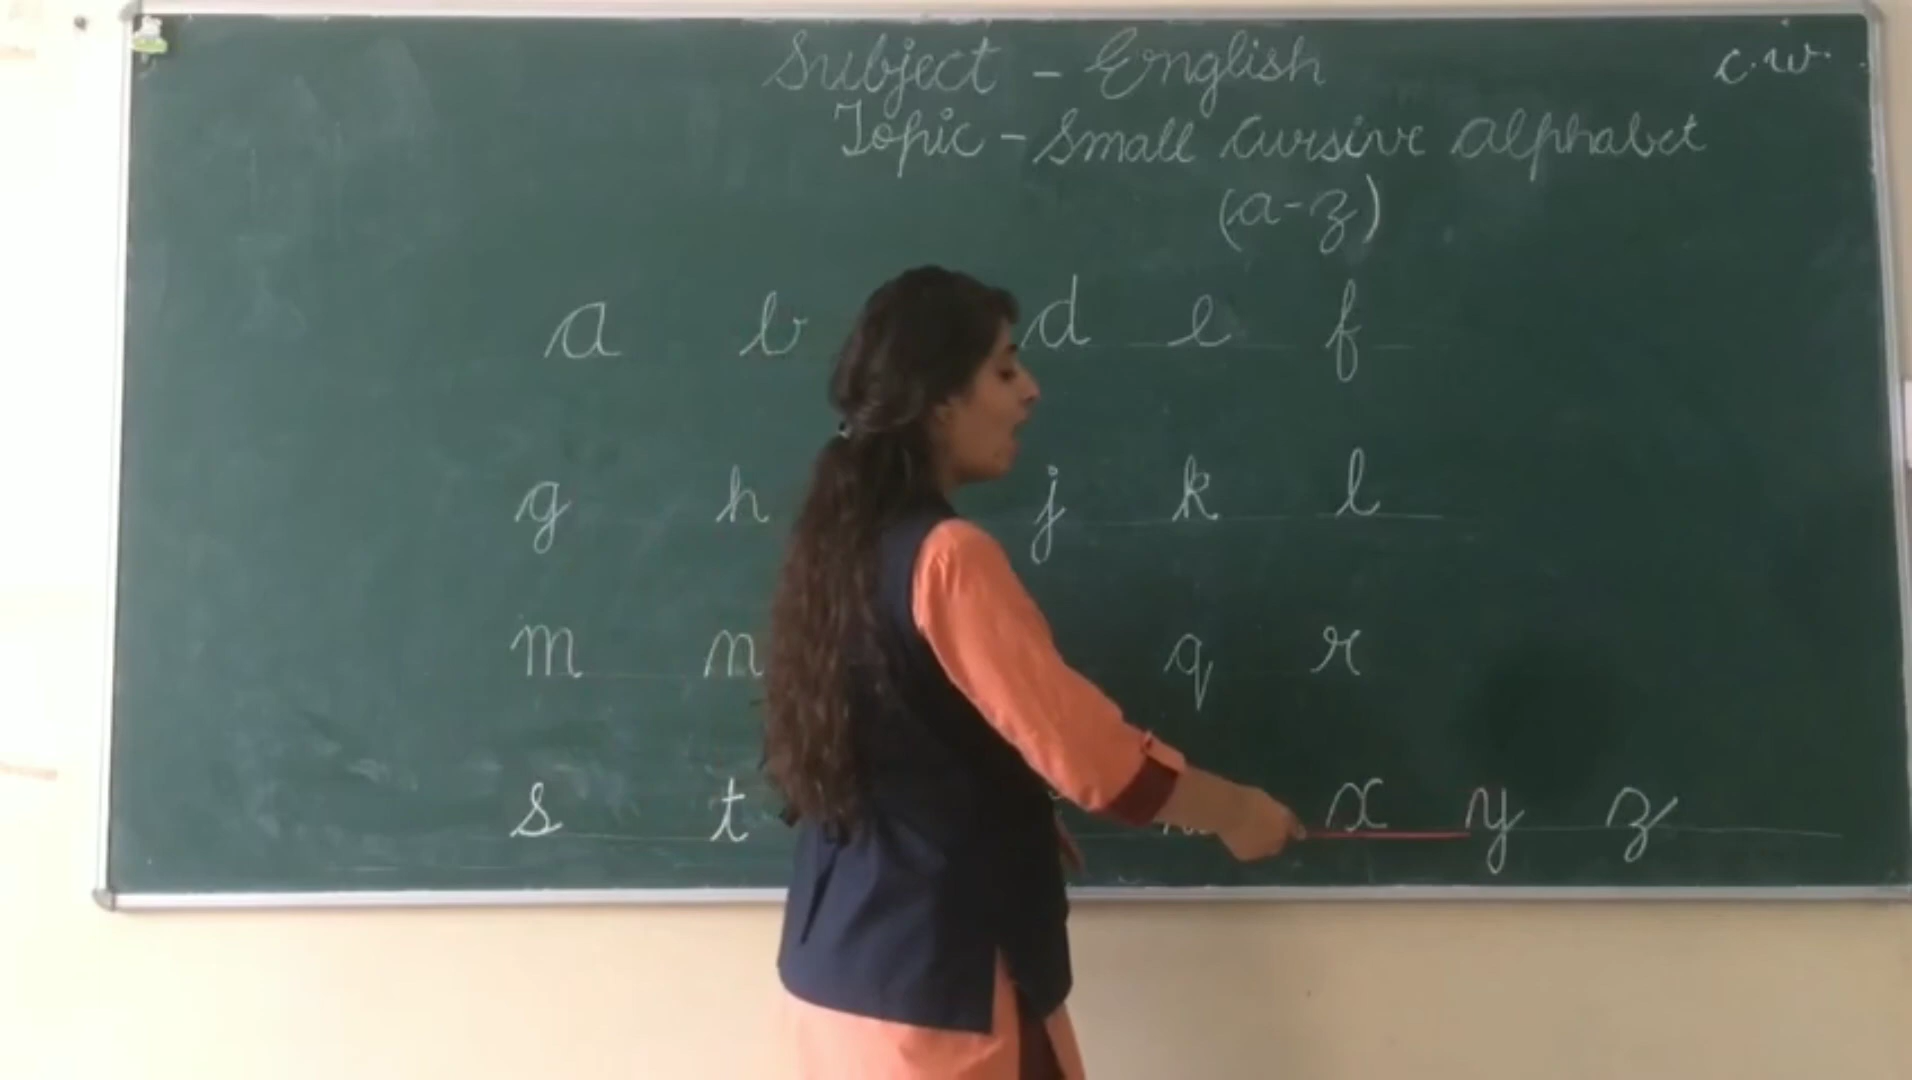 c.w.
Subject - English
Topic - Small cursive alphabet
(a-z)
a b d e f
g h j k l
m n q r
s t x y z